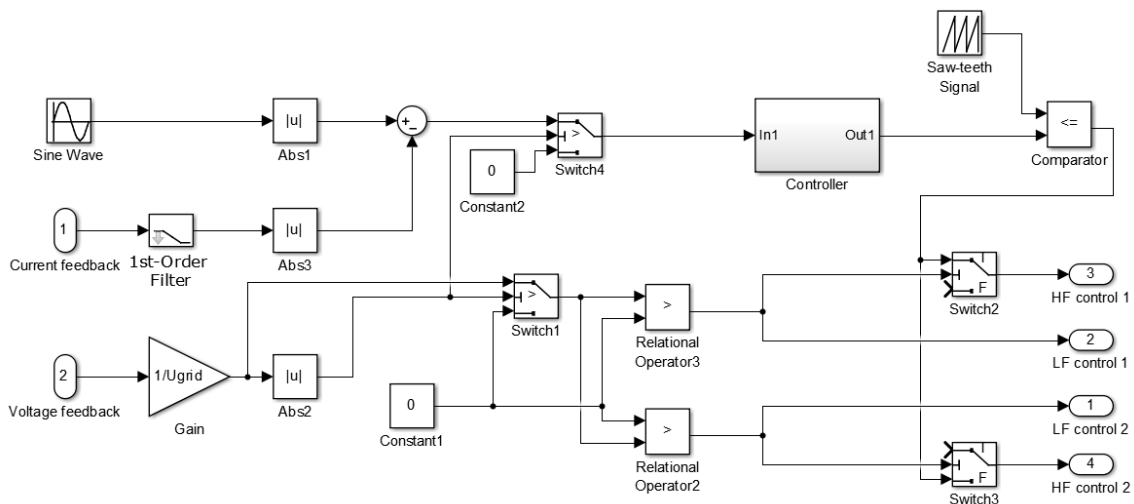 Saw-teeth
Signal
Sine Wave
|u|
Abs1
+
−
>
Switch4
0
Constant2
In1
Out1
Controller
<=
Comparator
1
Current feedback
1st-Order
Filter
|u|
Abs3
>
Switch1
>
Relational
Operator3
T
F
Switch2
3
HF control 1
2
LF control 1
2
Voltage feedback
1/Ugrid
Gain
|u|
Abs2
0
Constant1
>
Relational
Operator2
1
LF control 2
T
F
Switch3
4
HF control 2